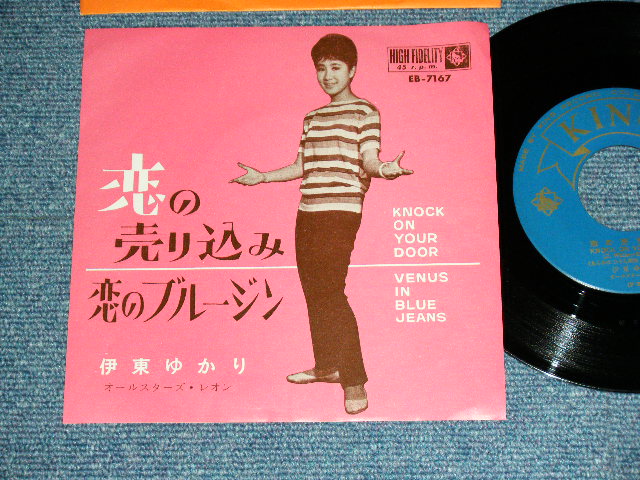 HIGH FIDELITY
45 r.p.m.
EB-7167
恋の
売り込み
KNOCK
ON
YOUR
DOOR
恋のブルージン
VENUS
IN
BLUE
JEANS
伊東ゆかり
オールスターズ・レオン
KIN